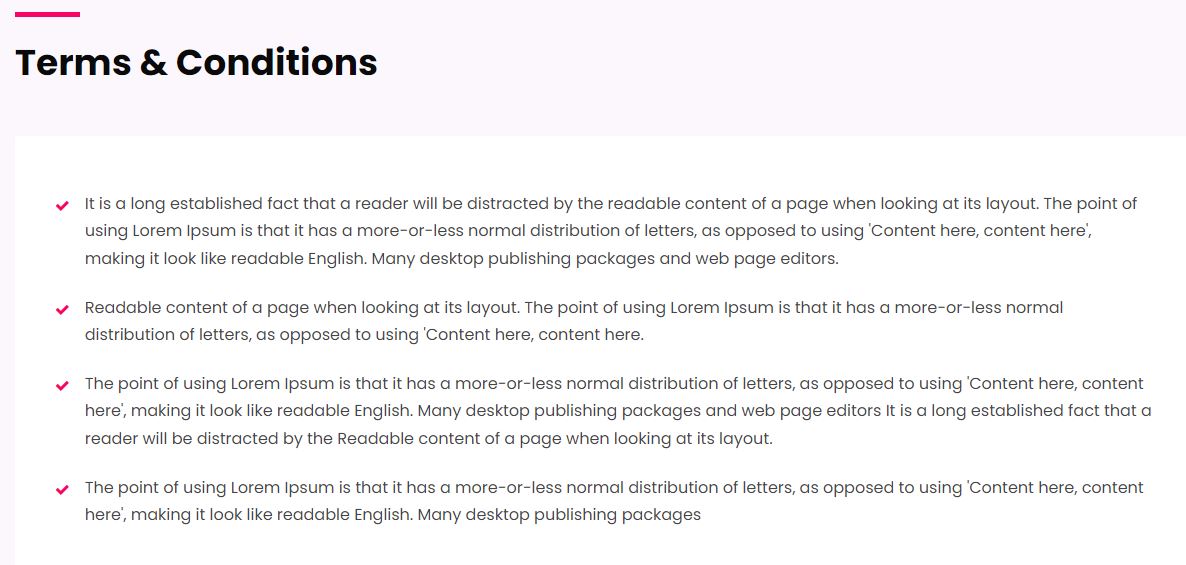 Terms & Conditions
It is a long established fact that a reader will be distracted by the readable content of a page when looking at its layout. The point of
using Lorem Ipsum is that it has a more-or-less normal distribution of letters, as opposed to using 'Content here, content here',
making it look like readable English. Many desktop publishing packages and web page editors.
Readable content of a page when looking at its layout. The point of using Lorem Ipsum is that it has a more-or-less normal
distribution of letters, as opposed to using 'Content here, content here.
The point of using Lorem Ipsum is that it has a more-or-less normal distribution of letters, as opposed to using 'Content here, content
here', making it look like readable English. Many desktop publishing packages and web page editors It is a long established fact that a
reader will be distracted by the Readable content of a page when looking at its layout.
The point of using Lorem Ipsum is that it has a more-or-less normal distribution of letters, as opposed to using 'Content here, content
here', making it look like readable English. Many desktop publishing packages